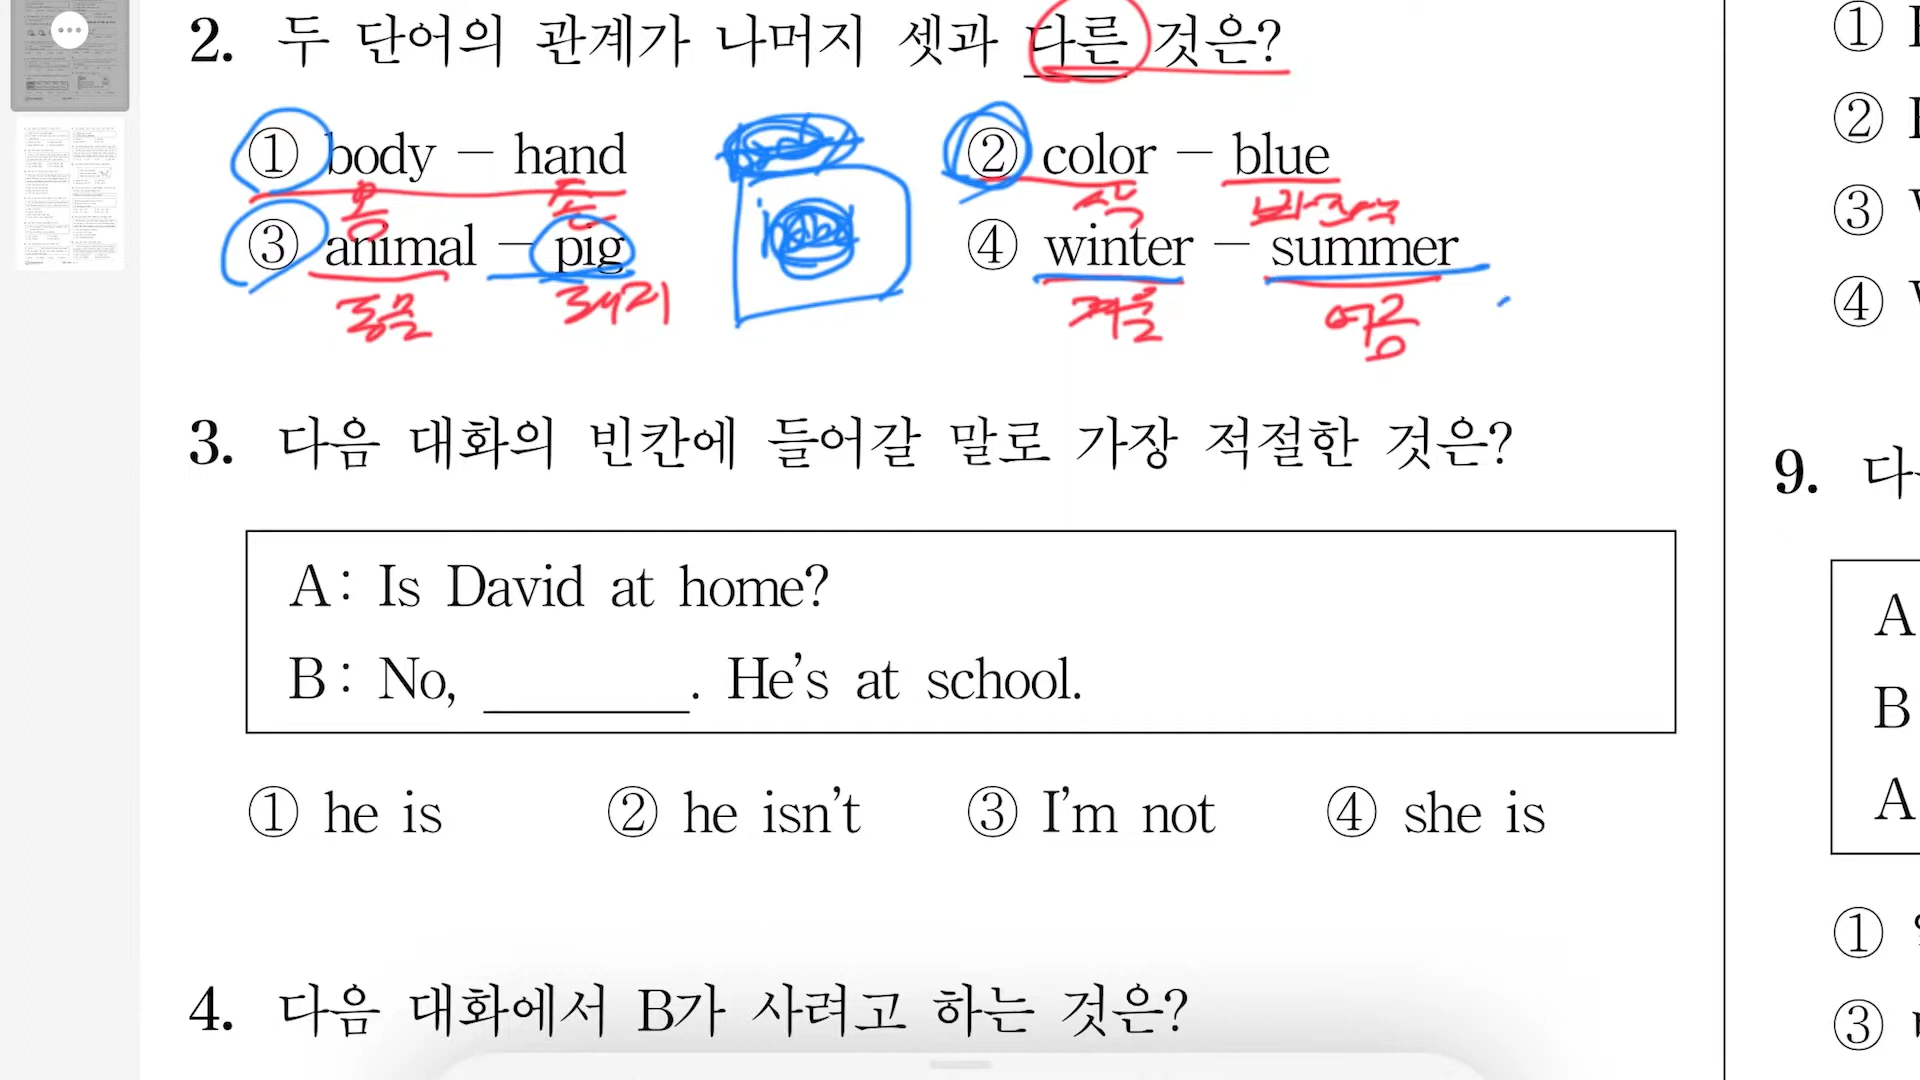 2. 두 단어의 관계가 나머지 셋과 다른 것은?
① body – hand ② color – blue
몸 손 색 파란색
③ animal – pig ④ winter – summer
동물 돼지 겨울 여름
3. 다음 대화의 빈칸에 들어갈 말로 가장 적절한 것은?
A: Is David at home?
B: No, ________. He's at school.
① he is ② he isn't ③ I'm not ④ she is
4. 다음 대화에서 B가 사려고 하는 것은?
①
②
③
④
9. 다
A
B
A
①
③